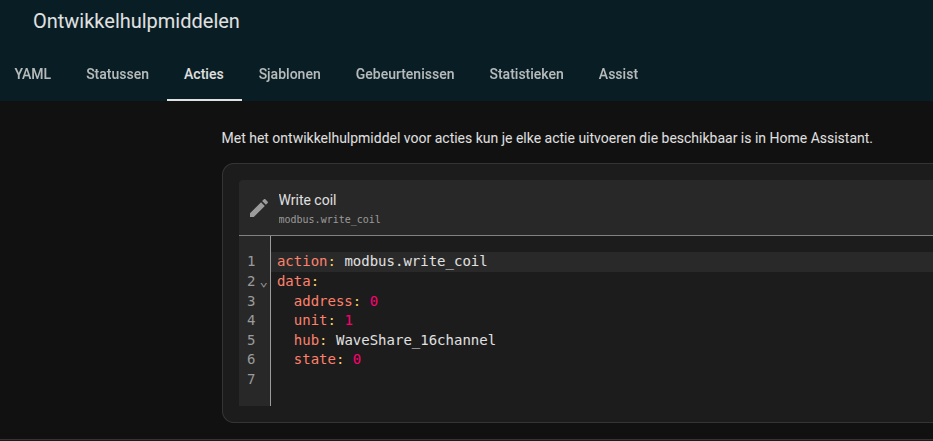 Ontwikkelhulpmiddelen
YAML Statussen Acties Sjablonen Gebeurtenissen Statistieken Assist
Met het ontwikkelhulpmiddel voor acties kun je elke actie uitvoeren die beschikbaar is in Home Assistant.
Write coil
modbus.write_coil
1 action: modbus.write_coil
2 data:
3   address: 0
4   unit: 1
5   hub: WaveShare_16channel
6   state: 0
7